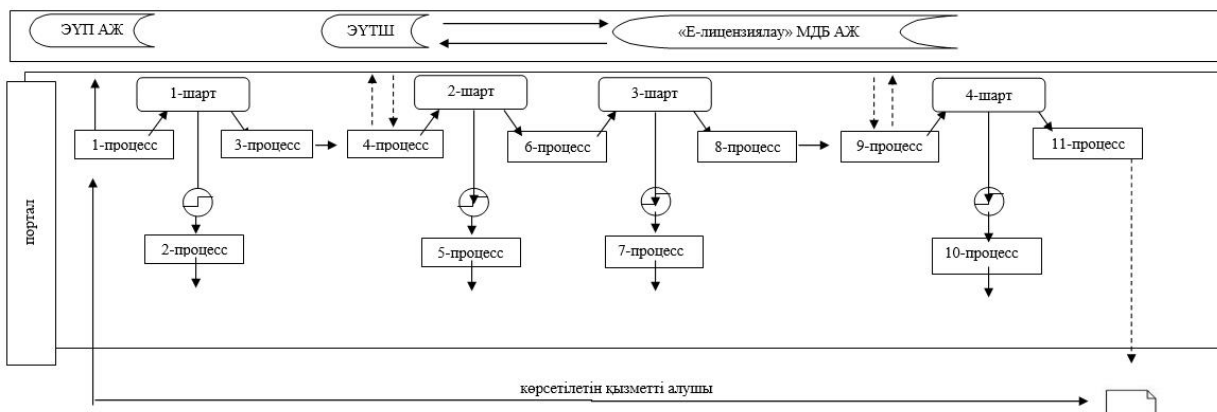 ЭҮП АЖ
ЭҮТШ
«Е-лицензиялау» МДБ АЖ
1-шарт
2-шарт
3-шарт
4-шарт
1-процесс
3-процесс
4-процесс
6-процесс
8-процесс
9-процесс
11-процесс
2-процесс
5-процесс
7-процесс
10-процесс
портал
көрсетілетін қызметті алушы